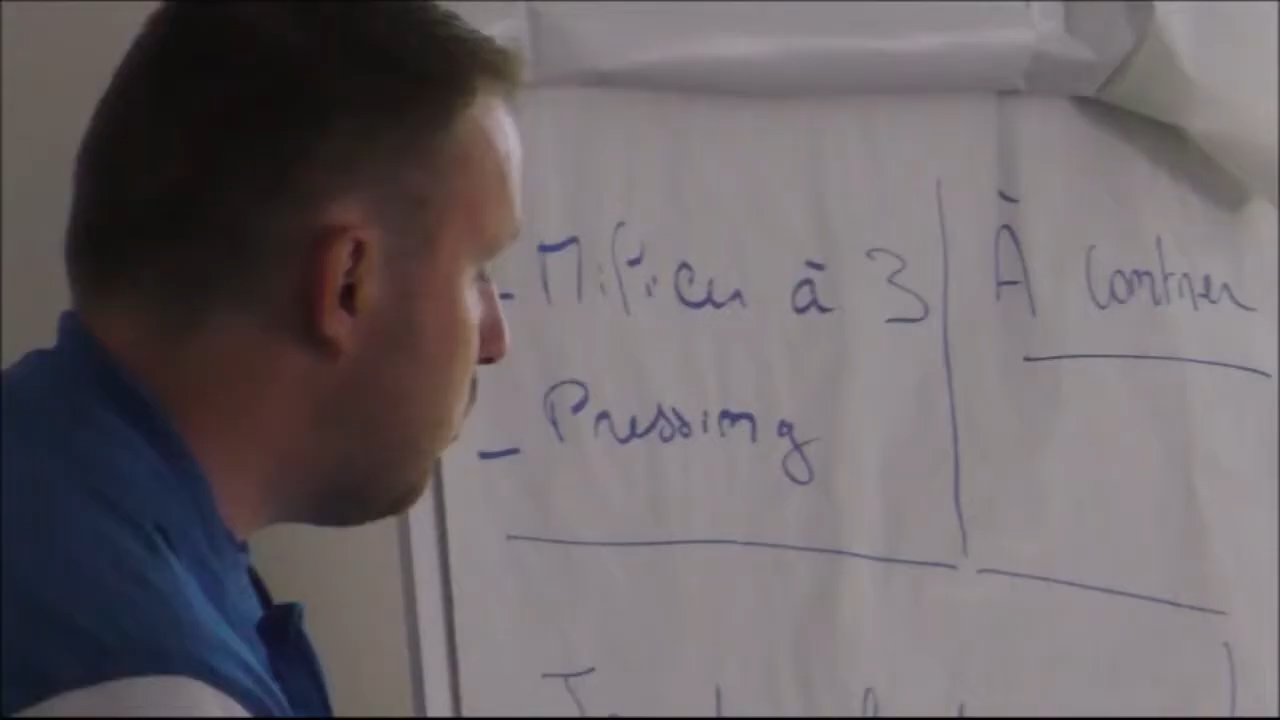 - Milieu à 3
À Contrer
- Pressing